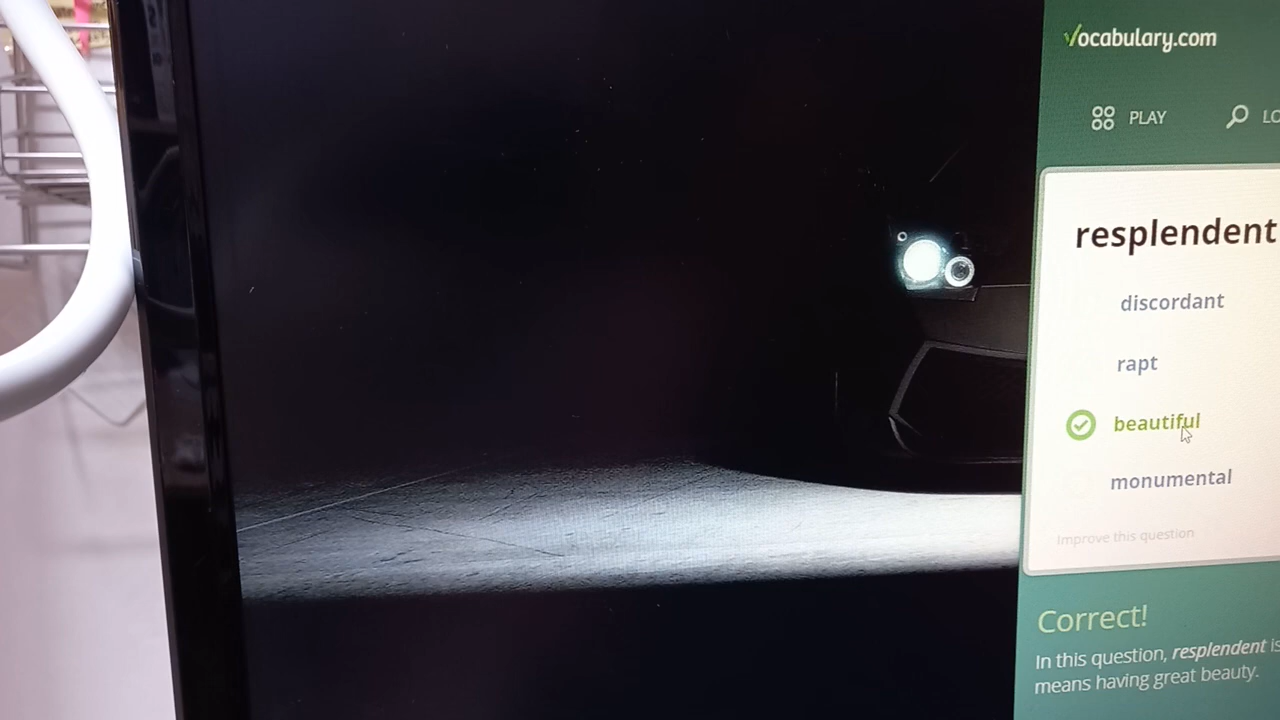 Vocabulary.com
PLAY
resplendent
discordant
rapt
beautiful
monumental
Improve this question
Correct!
In this question, resplendent is
means having great beauty.